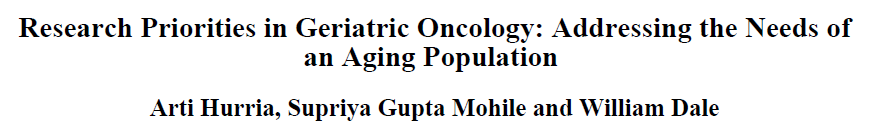 Research Priorities in Geriatric Oncology: Addressing the Needs of
an Aging Population
Arti Hurria, Supriya Gupta Mohile and William Dale